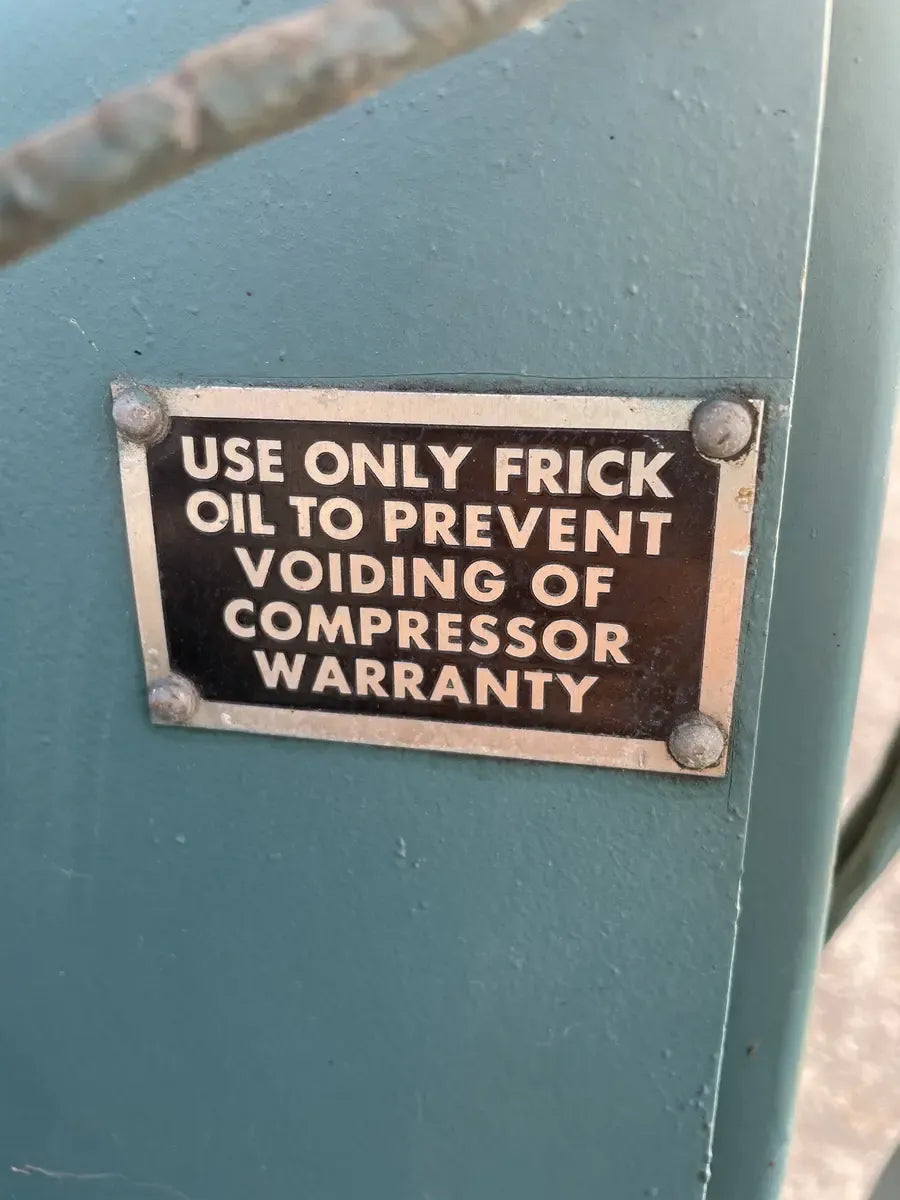 USE ONLY FRICK
OIL TO PREVENT
VOIDING OF
COMPRESSOR
WARRANTY